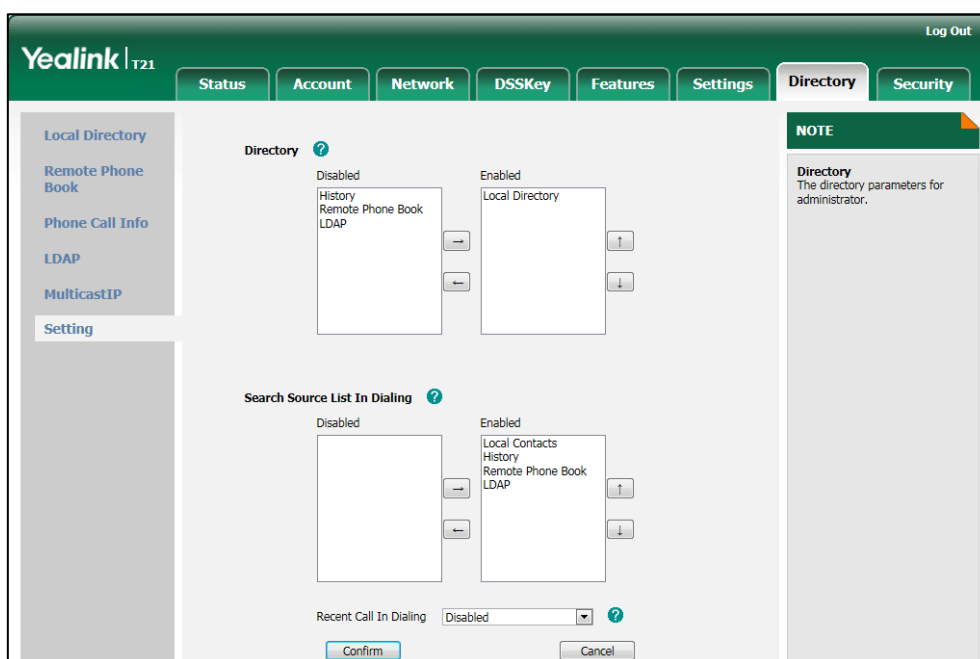 Log Out
Yealink | T21
Status Account Network DSSKey Features Settings Directory Security
Local Directory
Remote Phone
Book
Phone Call Info
LDAP
MulticastIP
Setting
Directory ?
Disabled Enabled
History
Remote Phone Book
LDAP
Local Directory
→
←
↑
↓
Search Source List In Dialing ?
Disabled Enabled
Local Contacts
History
Remote Phone Book
LDAP
→
←
↑
↓
Recent Call In Dialing Disabled ?
Confirm Cancel
NOTE
Directory
The directory parameters for
administrator.